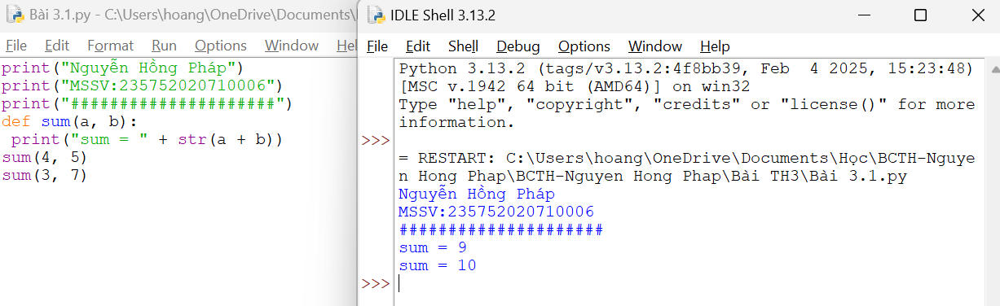 Bài 3.1.py - C:\Users\hoang\OneDrive\Documents\
File Edit Format Run Options Window Hel
print("Nguyễn Hồng Pháp")
print("MSSV:235752020710006")
print("#####################")
def sum(a, b):
 print("sum = " + str(a + b))
sum(4, 5)
sum(3, 7)
IDLE Shell 3.13.2
File Edit Shell Debug Options Window Help
Python 3.13.2 (tags/v3.13.2:4f8bb39, Feb  4 2025, 15:23:48)
[MSC v.1942 64 bit (AMD64)] on win32
Type "help", "copyright", "credits" or "license()" for more
information.
>>>
= RESTART: C:\Users\hoang\OneDrive\Documents\Học\BCTH-Nguye
n Hong Phap\BCTH-Nguyen Hong Phap\Bài TH3\Bài 3.1.py
Nguyễn Hồng Pháp
MSSV:235752020710006
#####################
sum = 9
sum = 10
>>>